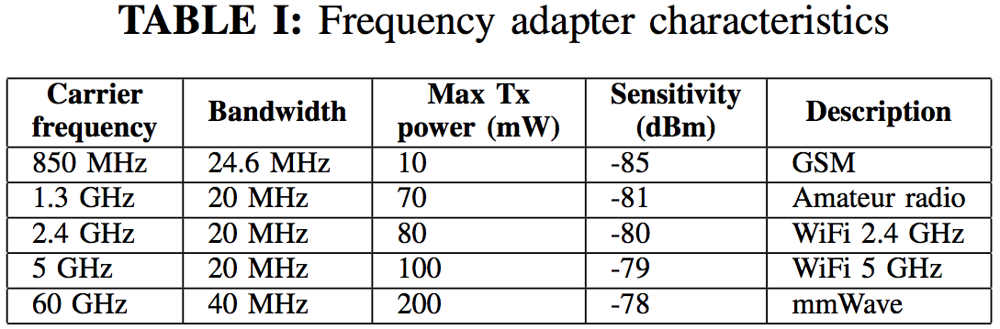 TABLE I: Frequency adapter characteristics
Carrier frequency | Bandwidth | Max Tx power (mW) | Sensitivity (dBm) | Description
850 MHz | 24.6 MHz | 10 | -85 | GSM
1.3 GHz | 20 MHz | 70 | -81 | Amateur radio
2.4 GHz | 20 MHz | 80 | -80 | WiFi 2.4 GHz
5 GHz | 20 MHz | 100 | -79 | WiFi 5 GHz
60 GHz | 40 MHz | 200 | -78 | mmWave